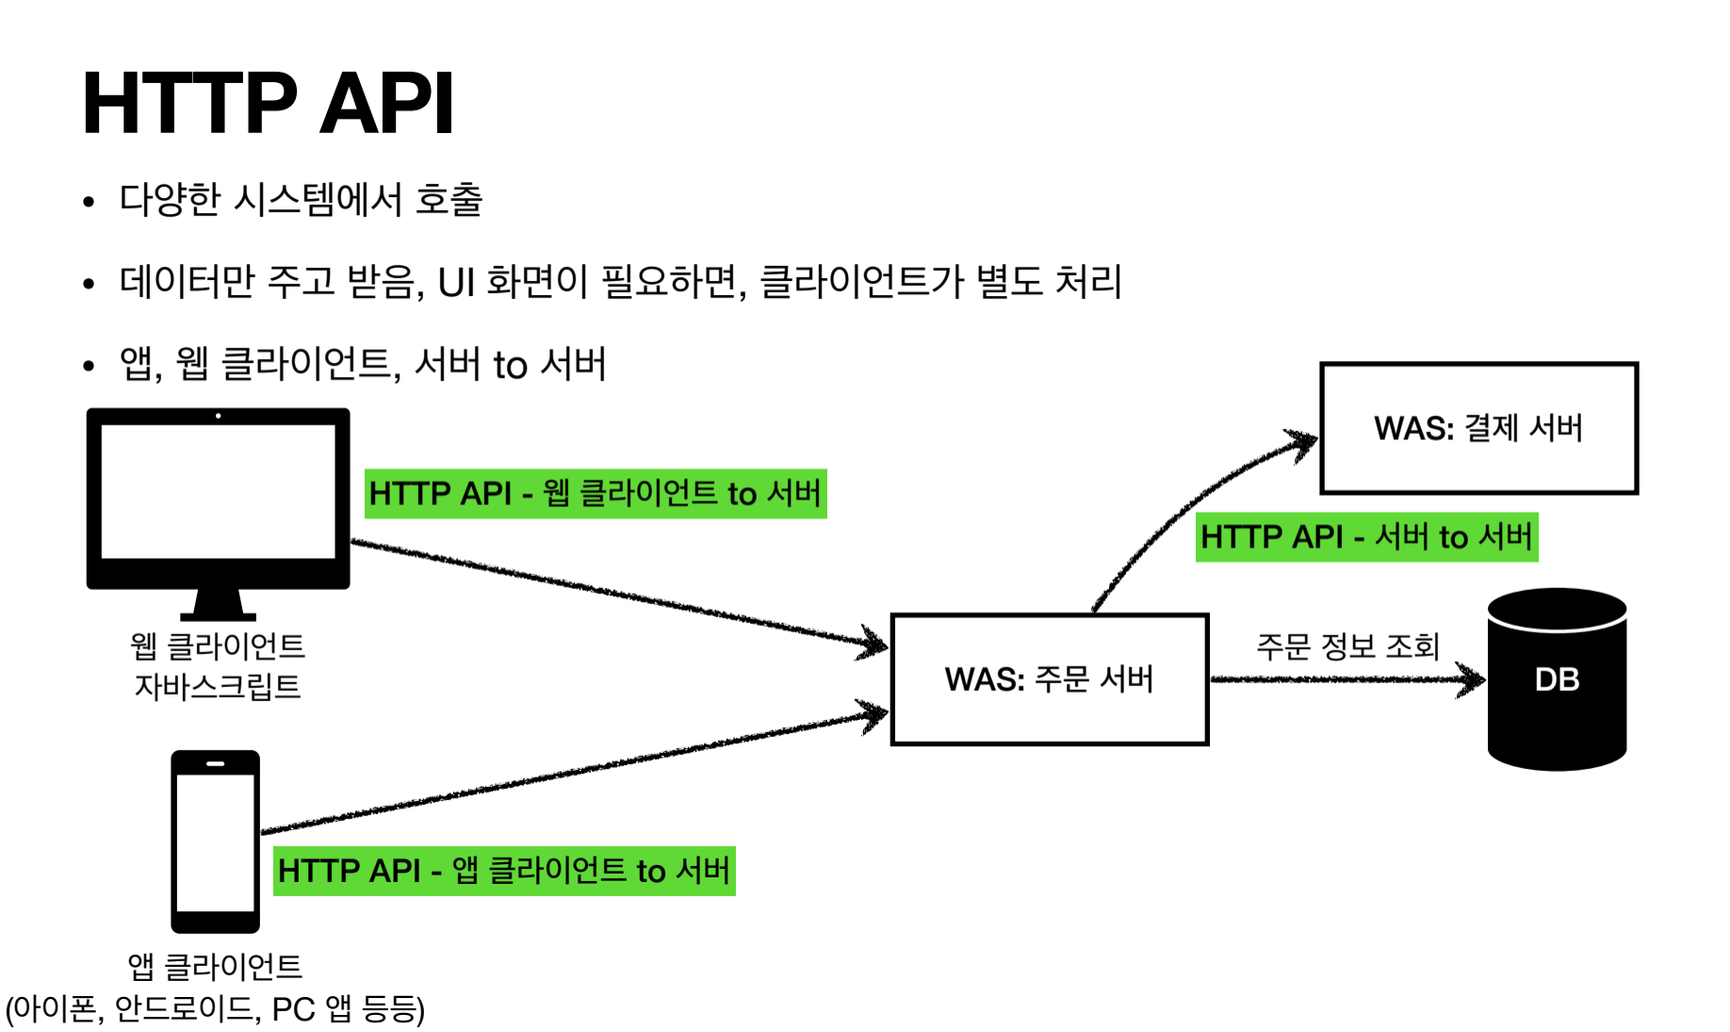 HTTP API
• 다양한 시스템에서 호출
• 데이터만 주고 받음, UI 화면이 필요하면, 클라이언트가 별도 처리
• 앱, 웹 클라이언트, 서버 to 서버
WAS: 결제 서버
HTTP API - 웹 클라이언트 to 서버
HTTP API - 서버 to 서버
웹 클라이언트
자바스크립트
WAS: 주문 서버
주문 정보 조회
DB
HTTP API - 앱 클라이언트 to 서버
앱 클라이언트
(아이폰, 안드로이드, PC 앱 등등)